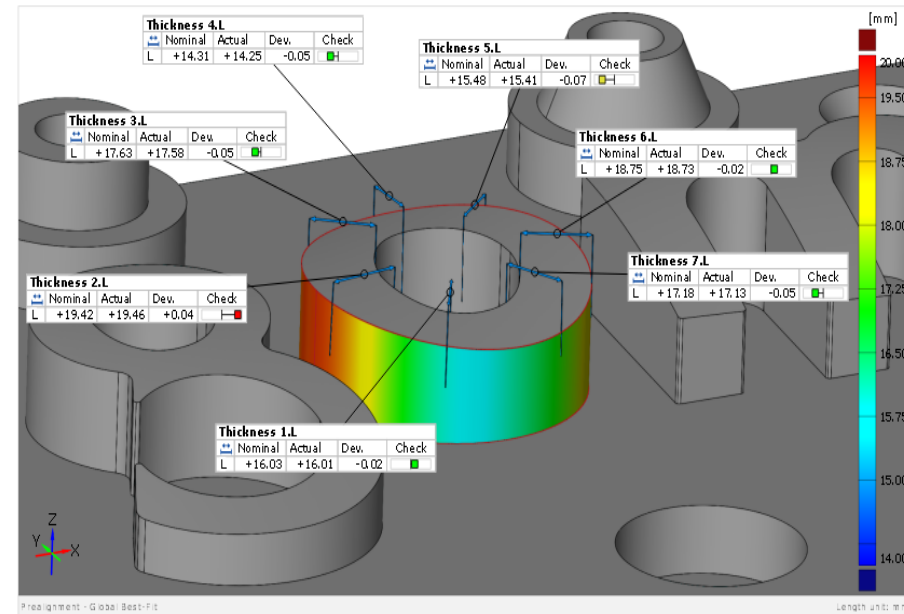 [mm]
Thickness 4.L
Nominal Actual Dev. Check
L +14.31 +14.25 -0.05
Thickness 5.L
Nominal Actual Dev. Check
L +15.48 +15.41 -0.07
20.00
19.50
Thickness 3.L
Nominal Actual Dev. Check
L +17.63 +17.58 -0.05
Thickness 6.L
Nominal Actual Dev. Check
L +18.75 +18.73 -0.02
18.75
18.00
Thickness 2.L
Nominal Actual Dev. Check
L +19.42 +19.46 +0.04
Thickness 7.L
Nominal Actual Dev. Check
L +17.18 +17.13 -0.05
17.25
16.50
15.75
Thickness 1.L
Nominal Actual Dev. Check
L +16.03 +16.01 -0.02
15.00
14.00
Z
Y
X
Prealignment - Global Best-Fit
Length unit: mm